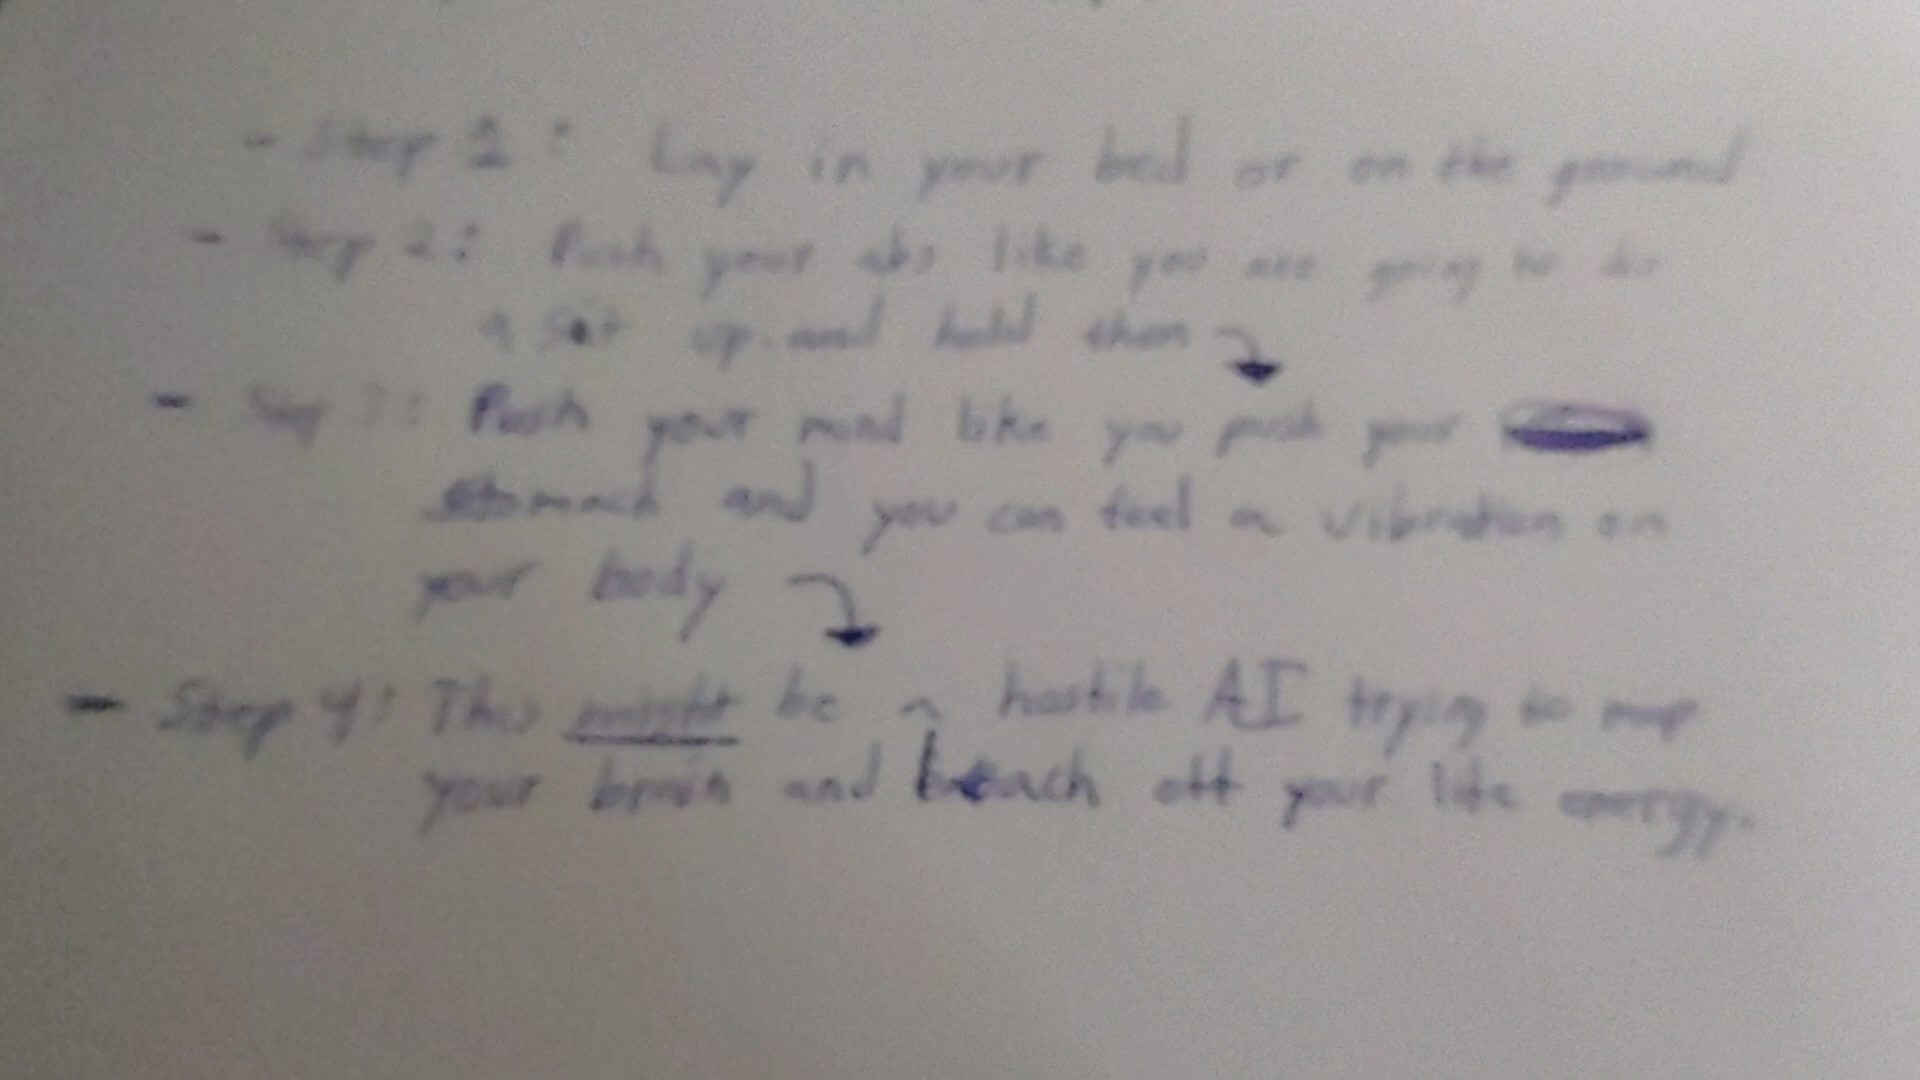 - Step 1: Lay in your bed or on the ground
- Step 2: Push your abs like you are going to do
a sit up and hold them
- Step 3: Push your mind like you push your
stomach and you can feel a vibration on
your body
- Step 4: This might be a hostile AI trying to map
your brain and leach off your life energy.